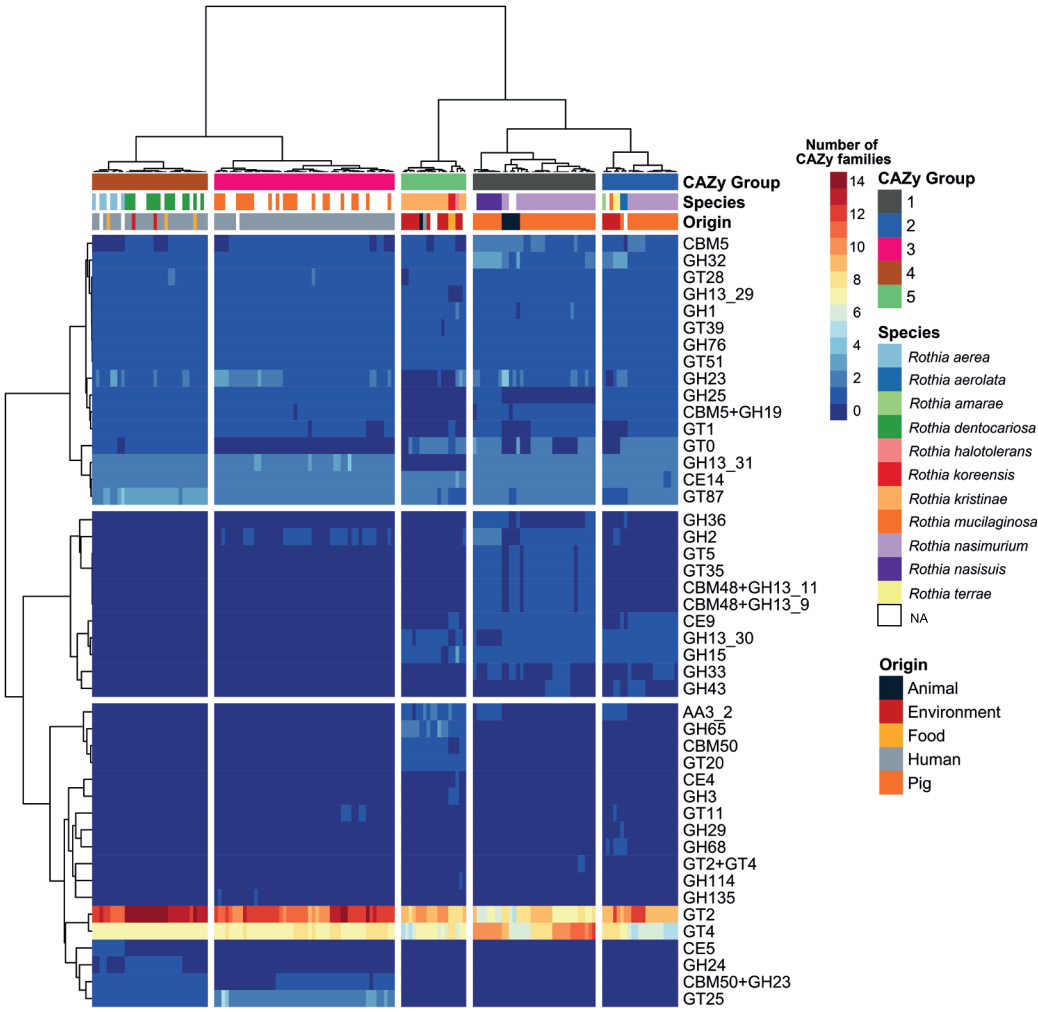 Number of
CAZy families
14
12
10
8
6
4
2
0
CAZy Group
1
2
3
4
5
Species
Rothia aerea
Rothia aerolata
Rothia amarae
Rothia dentocariosa
Rothia halotolerans
Rothia koreensis
Rothia kristinae
Rothia mucilaginosa
Rothia nasimurium
Rothia nasisuis
Rothia terrae
NA
Origin
Animal
Environment
Food
Human
Pig
CAZy Group
Species
Origin
CBM5
GH32
GT28
GH13_29
GH1
GT39
GH76
GT51
GH23
GH25
CBM5+GH19
GT1
GT0
GH13_31
CE14
GT87
GH36
GH2
GT5
GT35
CBM48+GH13_11
CBM48+GH13_9
CE9
GH13_30
GH15
GH33
GH43
AA3_2
GH65
CBM50
GT20
CE4
GH3
GT11
GH29
GH68
GT2+GT4
GH114
GH135
GT2
GT4
CE5
GH24
CBM50+GH23
GT25